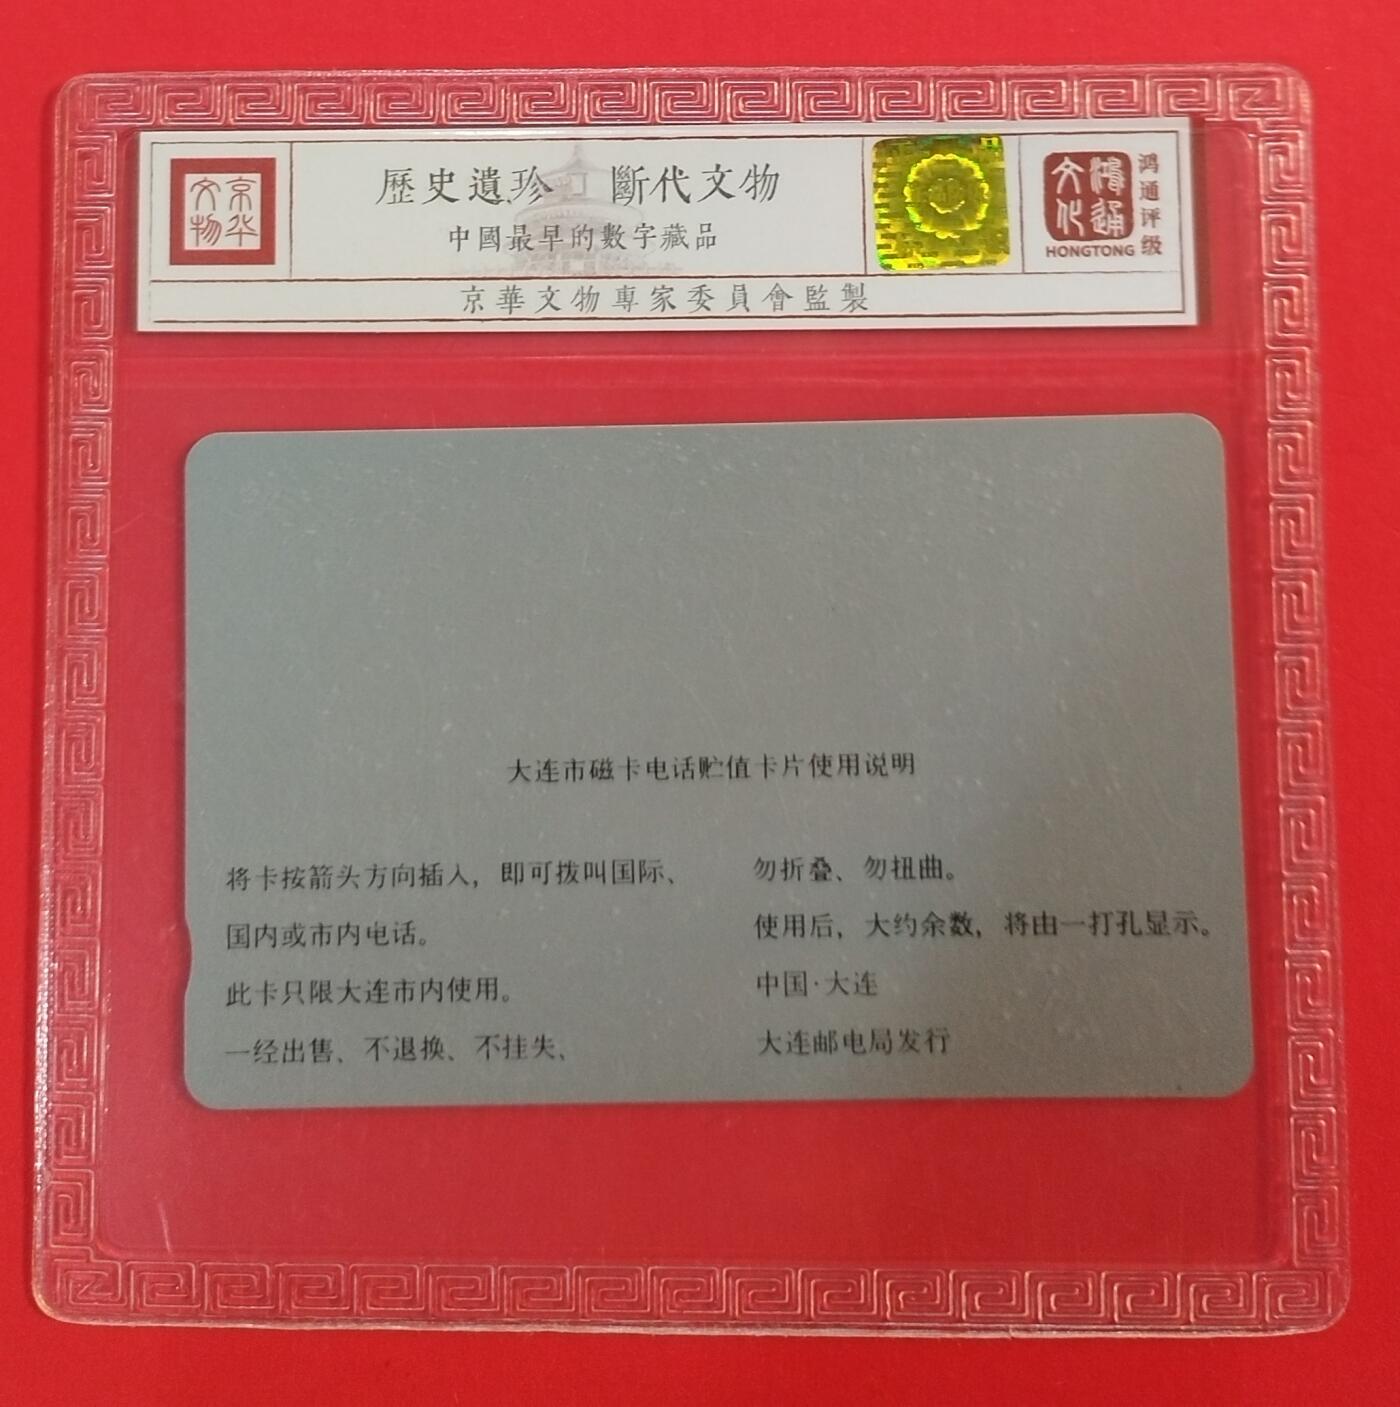 京华
文物
歷史遺珍 斷代文物
中國最早的數字藏品
京華文物專家委員會監製
鴻通
文化
HONGTONG
鸿通评级
大连市磁卡电话贮值卡片使用说明
将卡按箭头方向插入，即可拨叫国际、
国内或市内电话。
此卡只限大连市内使用。
一经出售、不退换、不挂失、
勿折叠、勿扭曲。
使用后，大约余数，将由一打孔显示。
中国·大连
大连邮电局发行